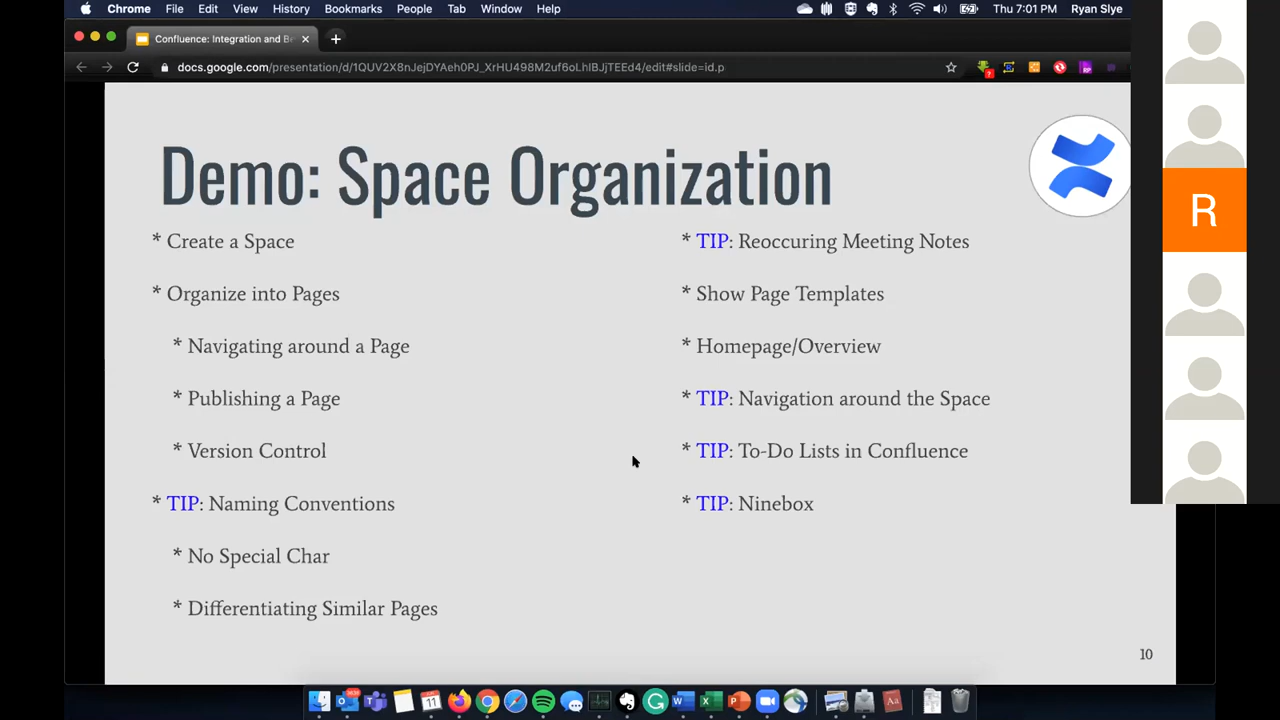 Chrome File Edit View History Bookmarks People Tab Window Help Thu 7:01 PM Ryan Slye
Confluence: Integration and B
docs.google.com/presentation/d/1QUV2X8nJejDYAeh0PJ_XrHU498M2uf6oLhIBJjTEEd4/edit#slide=id.p
Demo: Space Organization
* Create a Space
* Organize into Pages
* Navigating around a Page
* Publishing a Page
* Version Control
* TIP: Naming Conventions
* No Special Char
* Differentiating Similar Pages
* TIP: Reoccuring Meeting Notes
* Show Page Templates
* Homepage/Overview
* TIP: Navigation around the Space
* TIP: To-Do Lists in Confluence
* TIP: Ninebox
10
R
11